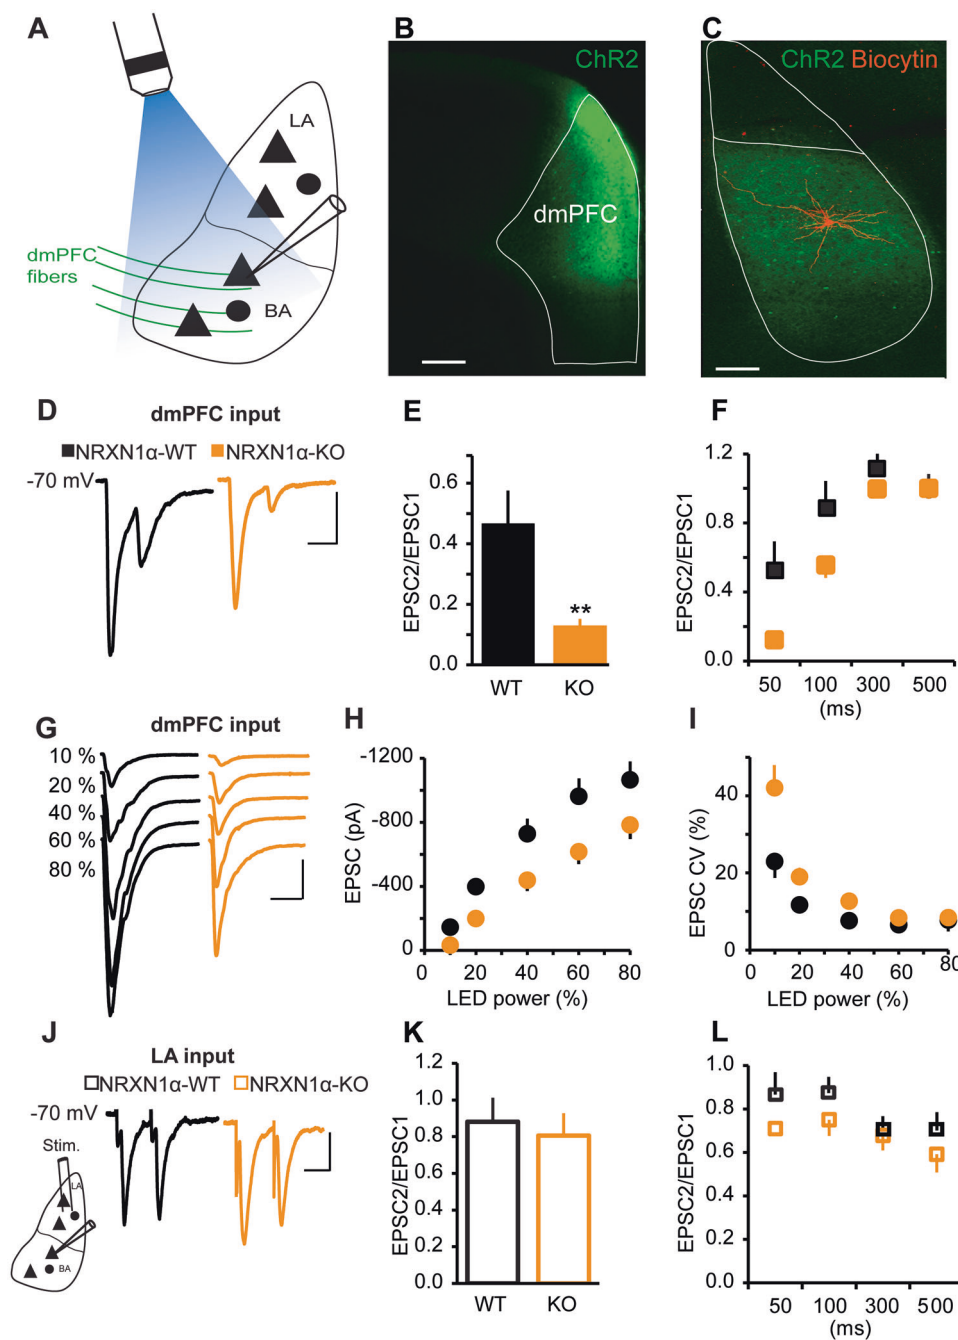 A
LA
dmPFC
fibers
BA
B
ChR2
dmPFC
C
ChR2 Biocytin
D
dmPFC input
NRXN1α-WT NRXN1α-KO
-70 mV
E
EPSC2/EPSC1
0.6
0.4
0.2
0.0
**
WT KO
F
EPSC2/EPSC1
1.2
0.8
0.4
0.0
50 100 300 500
(ms)
G
dmPFC input
10 %
20 %
40 %
60 %
80 %
H
EPSC (pA)
-1200
-800
-400
0
0 20 40 60 80
LED power (%)
I
EPSC CV (%)
40
20
0
0 20 40 60 80
LED power (%)
J
LA input
NRXN1α-WT NRXN1α-KO
-70 mV
Stim.
LA
BA
K
EPSC2/EPSC1
1.2
1.0
0.8
0.6
0.4
0.2
0.0
WT KO
L
EPSC2/EPSC1
1.0
0.8
0.6
0.4
0.2
0.0
50 100 300 500
(ms)